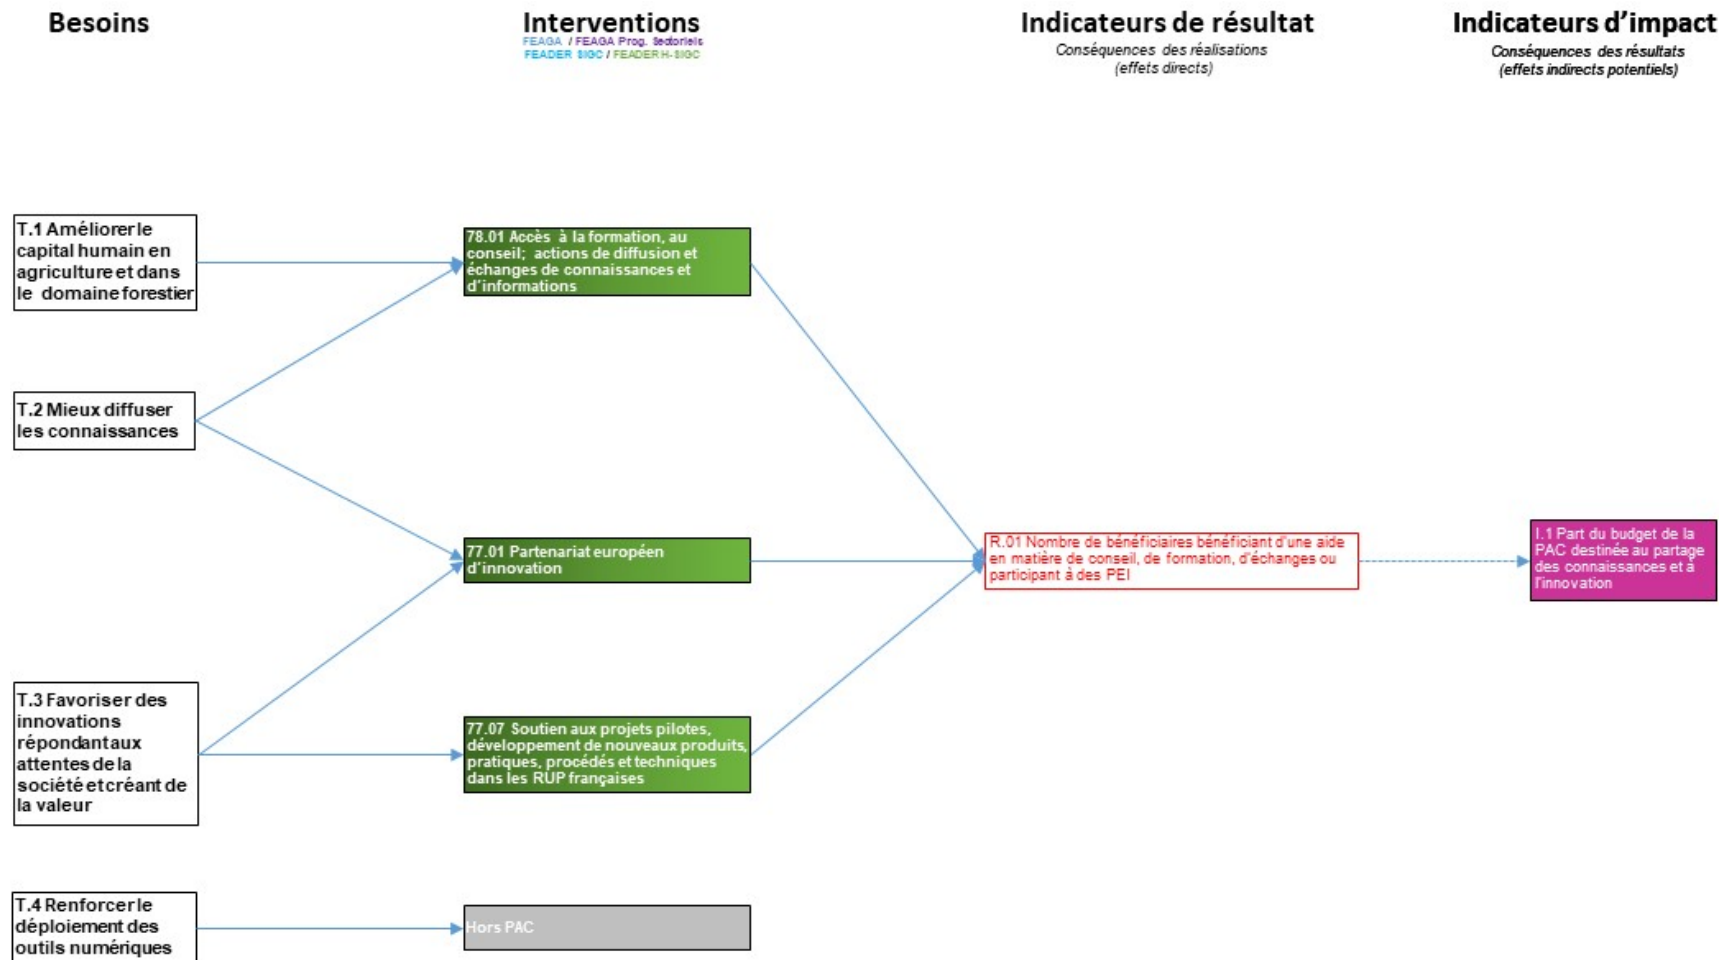 Besoins
Interventions
FEAGA / FEAGA Prog. Sectoriels
FEADER SIGC / FEADER H-SIGC
Indicateurs de résultat
Conséquences des réalisations
(effets directs)
Indicateurs d'impact
Conséquences des résultats
(effets indirects potentiels)
T.1 Améliorer le
capital humain en
agriculture et dans
le domaine forestier
78.01 Accès à la formation, au
conseil; actions de diffusion et
échanges de connaissances et
d'informations
T.2 Mieux diffuser
les connaissances
77.01 Partenariat européen
d'innovation
R.01 Nombre de bénéficiaires bénéficiant d'une aide
en matière de conseil, de formation, d'échanges ou
participant à des PEI
I.1 Part du budget de la
PAC destinée au partage
des connaissances et à
l'innovation
T.3 Favoriser des
innovations
répondant aux
attentes de la
société et créant de
la valeur
77.07 Soutien aux projets pilotes,
développement de nouveaux produits,
pratiques, procédés et techniques
dans les RUP françaises
T.4 Renforcer le
déploiement des
outils numériques
Hors PAC